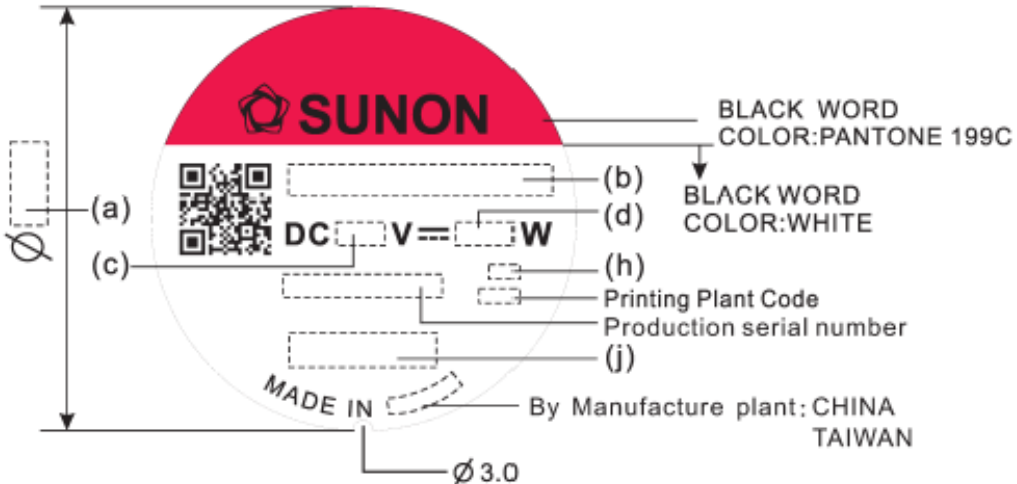 SUNON
BLACK WORD
COLOR:PANTONE 199C
(b)
BLACK WORD
COLOR:WHITE
(a)
(d)
DC V W
(c)
(h)
Printing Plant Code
Production serial number
(j)
MADE IN
By Manufacture plant: CHINA
TAIWAN
Ø
Ø3.0